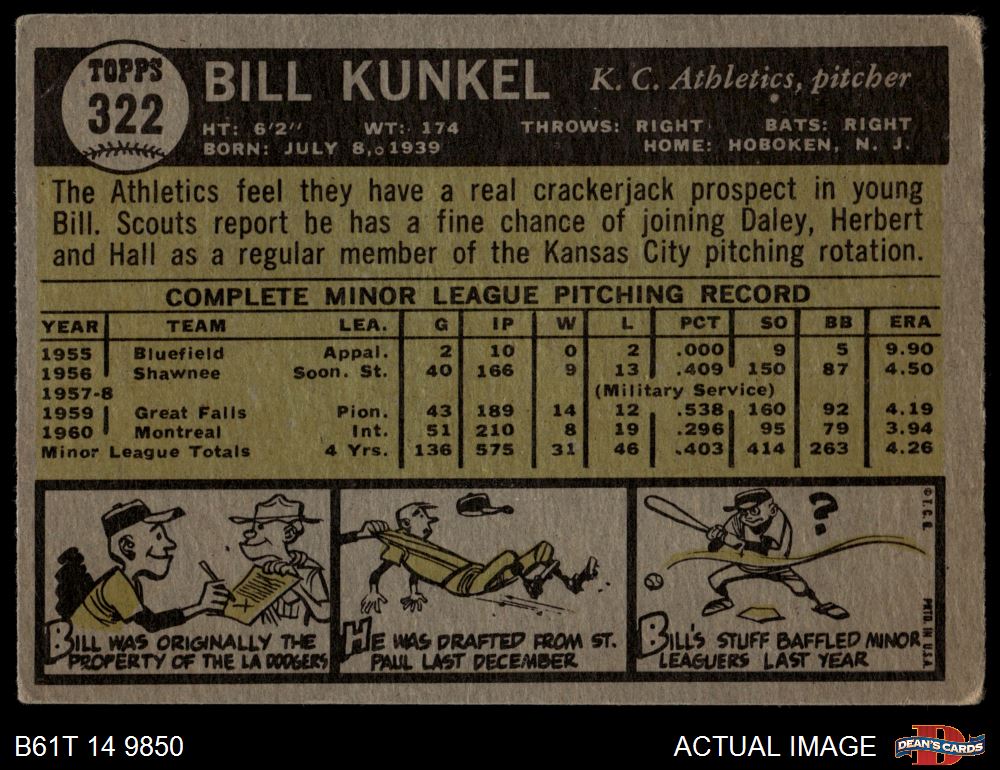 TOPPS
322
BILL KUNKEL
K. C. Athletics, pitcher
HT: 6'2" WT: 174 THROWS: RIGHT BATS: RIGHT
BORN: JULY 8, 1939 HOME: HOBOKEN, N. J.
The Athletics feel they have a real crackerjack prospect in young
Bill. Scouts report he has a fine chance of joining Daley, Herbert
and Hall as a regular member of the Kansas City pitching rotation.
COMPLETE MINOR LEAGUE PITCHING RECORD
YEAR TEAM LEA. G IP W L PCT SO BB ERA
1955 Bluefield Appal. 2 10 0 2 .000 9 5 9.90
1956 Shawnee Soon. St. 40 166 9 13 .409 150 87 4.50
1957-8 (Military Service)
1959 Great Falls Pion. 43 189 14 12 .538 160 92 4.19
1960 Montreal Int. 51 210 8 19 .296 95 79 3.94
Minor League Totals 4 Yrs. 136 575 31 46 .403 414 263 4.26
BILL WAS ORIGINALLY THE
PROPERTY OF THE LA DODGERS
HE WAS DRAFTED FROM ST.
PAUL LAST DECEMBER
?
BILL'S STUFF BAFFLED MINOR
LEAGUERS LAST YEAR
© T.C.G. PRTD. IN U.S.A.
B61T 14 9850
ACTUAL IMAGE
D
DEAN'S CARDS